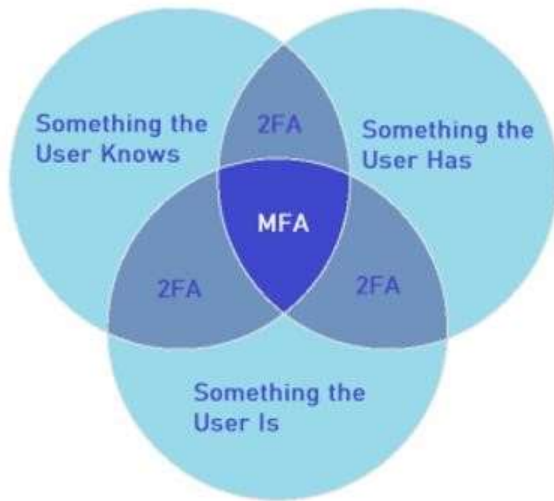 Something the
User Knows
2FA
Something the
User Has
MFA
2FA
2FA
Something the
User Is